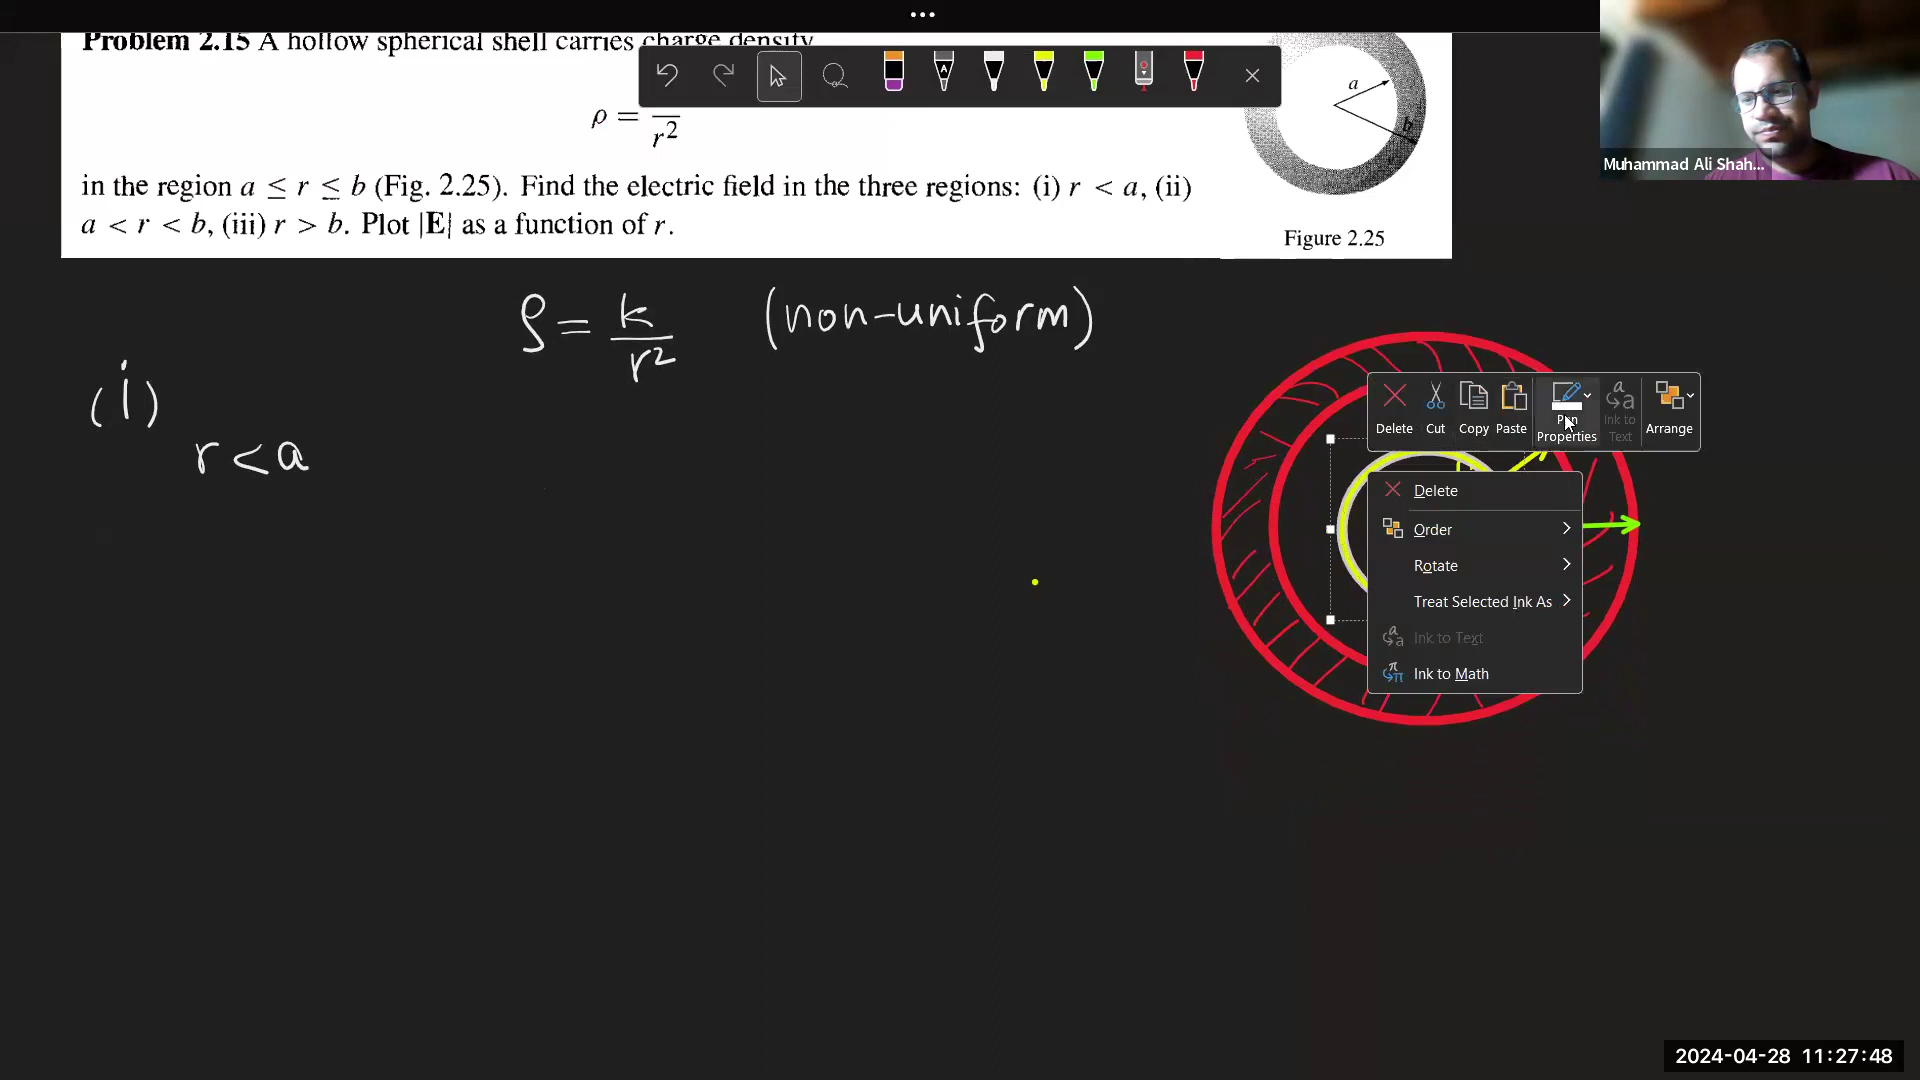 Problem 2.15 A hollow spherical shell carries charge density
ρ = / r²
a
b
in the region a ≤ r ≤ b (Fig. 2.25). Find the electric field in the three regions: (i) r < a, (ii)
a < r < b, (iii) r > b. Plot |E| as a function of r.
Figure 2.25
Muhammad Ali Shah...
ρ = k/r² (non-uniform)
(i)
r < a
Delete Cut Copy Paste Pen Properties Ink to Text Arrange
Delete
Order
Rotate
Treat Selected Ink As
Ink to Text
Ink to Math
2024-04-28 11:27:48